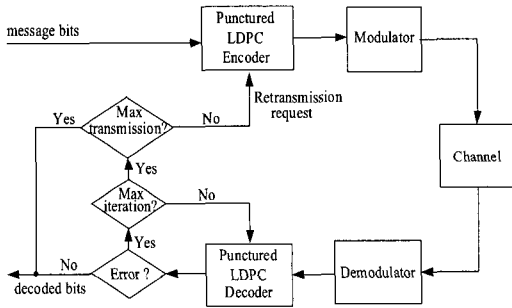 message bits
Punctured
LDPC
Encoder
Modulator
Retransmission
request
Yes
Max
transmission?
No
Channel
Yes
Max
iteration?
No
Yes
No
Error ?
decoded bits
Punctured
LDPC
Decoder
Demodulator